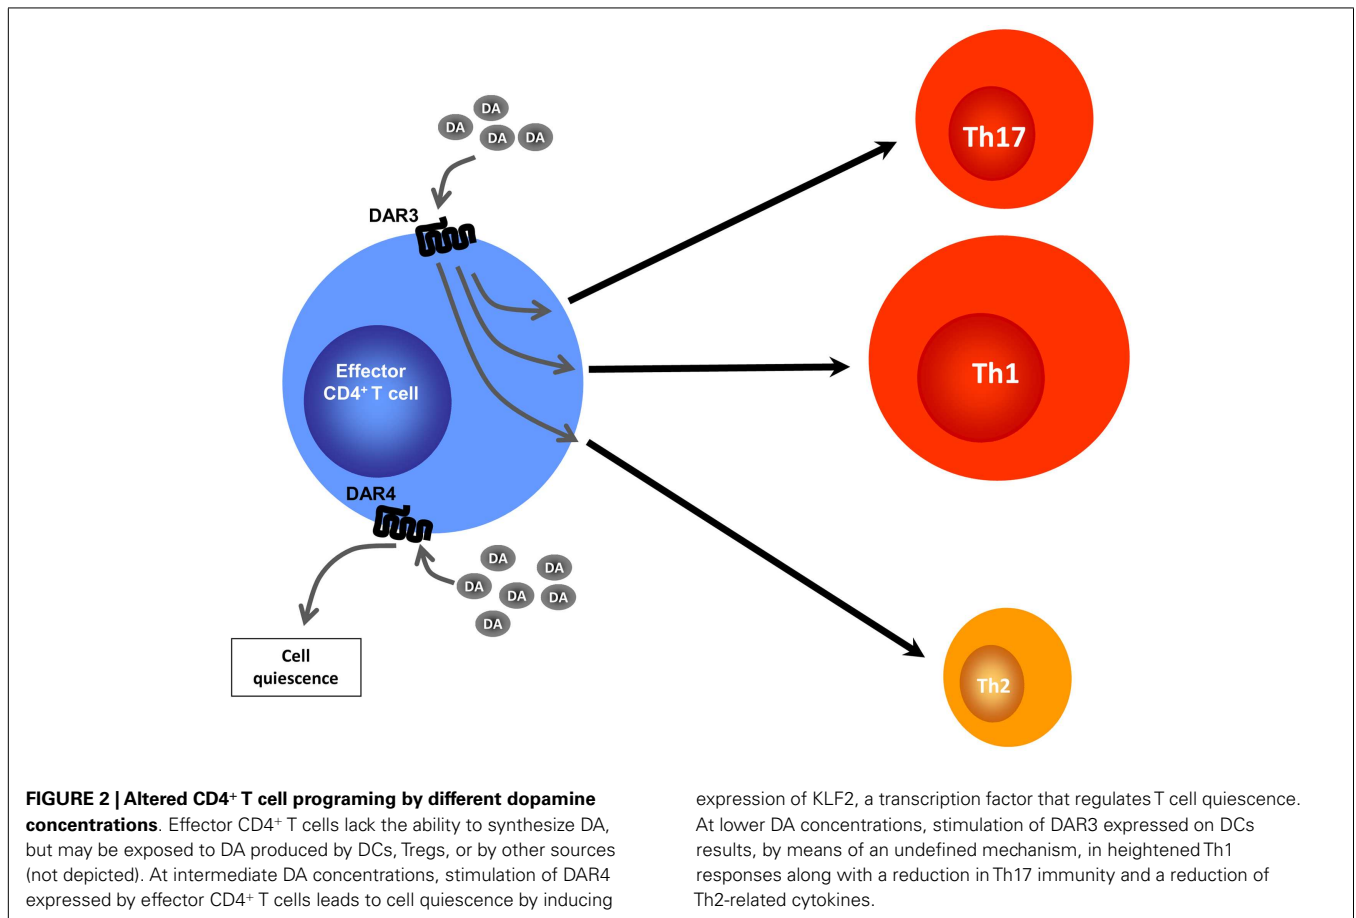 DA
DA
DA
DA
DAR3
Th17
Th1
Effector
CD4⁺ T cell
DAR4
DA
DA
DA
DA
DA
DA
Cell
quiescence
Th2
FIGURE 2 | Altered CD4⁺ T cell programing by different dopamine
concentrations. Effector CD4⁺ T cells lack the ability to synthesize DA,
but may be exposed to DA produced by DCs, Tregs, or by other sources
(not depicted). At intermediate DA concentrations, stimulation of DAR4
expressed by effector CD4⁺ T cells leads to cell quiescence by inducing
expression of KLF2, a transcription factor that regulates T cell quiescence.
At lower DA concentrations, stimulation of DAR3 expressed on DCs
results, by means of an undefined mechanism, in heightened Th1
responses along with a reduction in Th17 immunity and a reduction of
Th2-related cytokines.